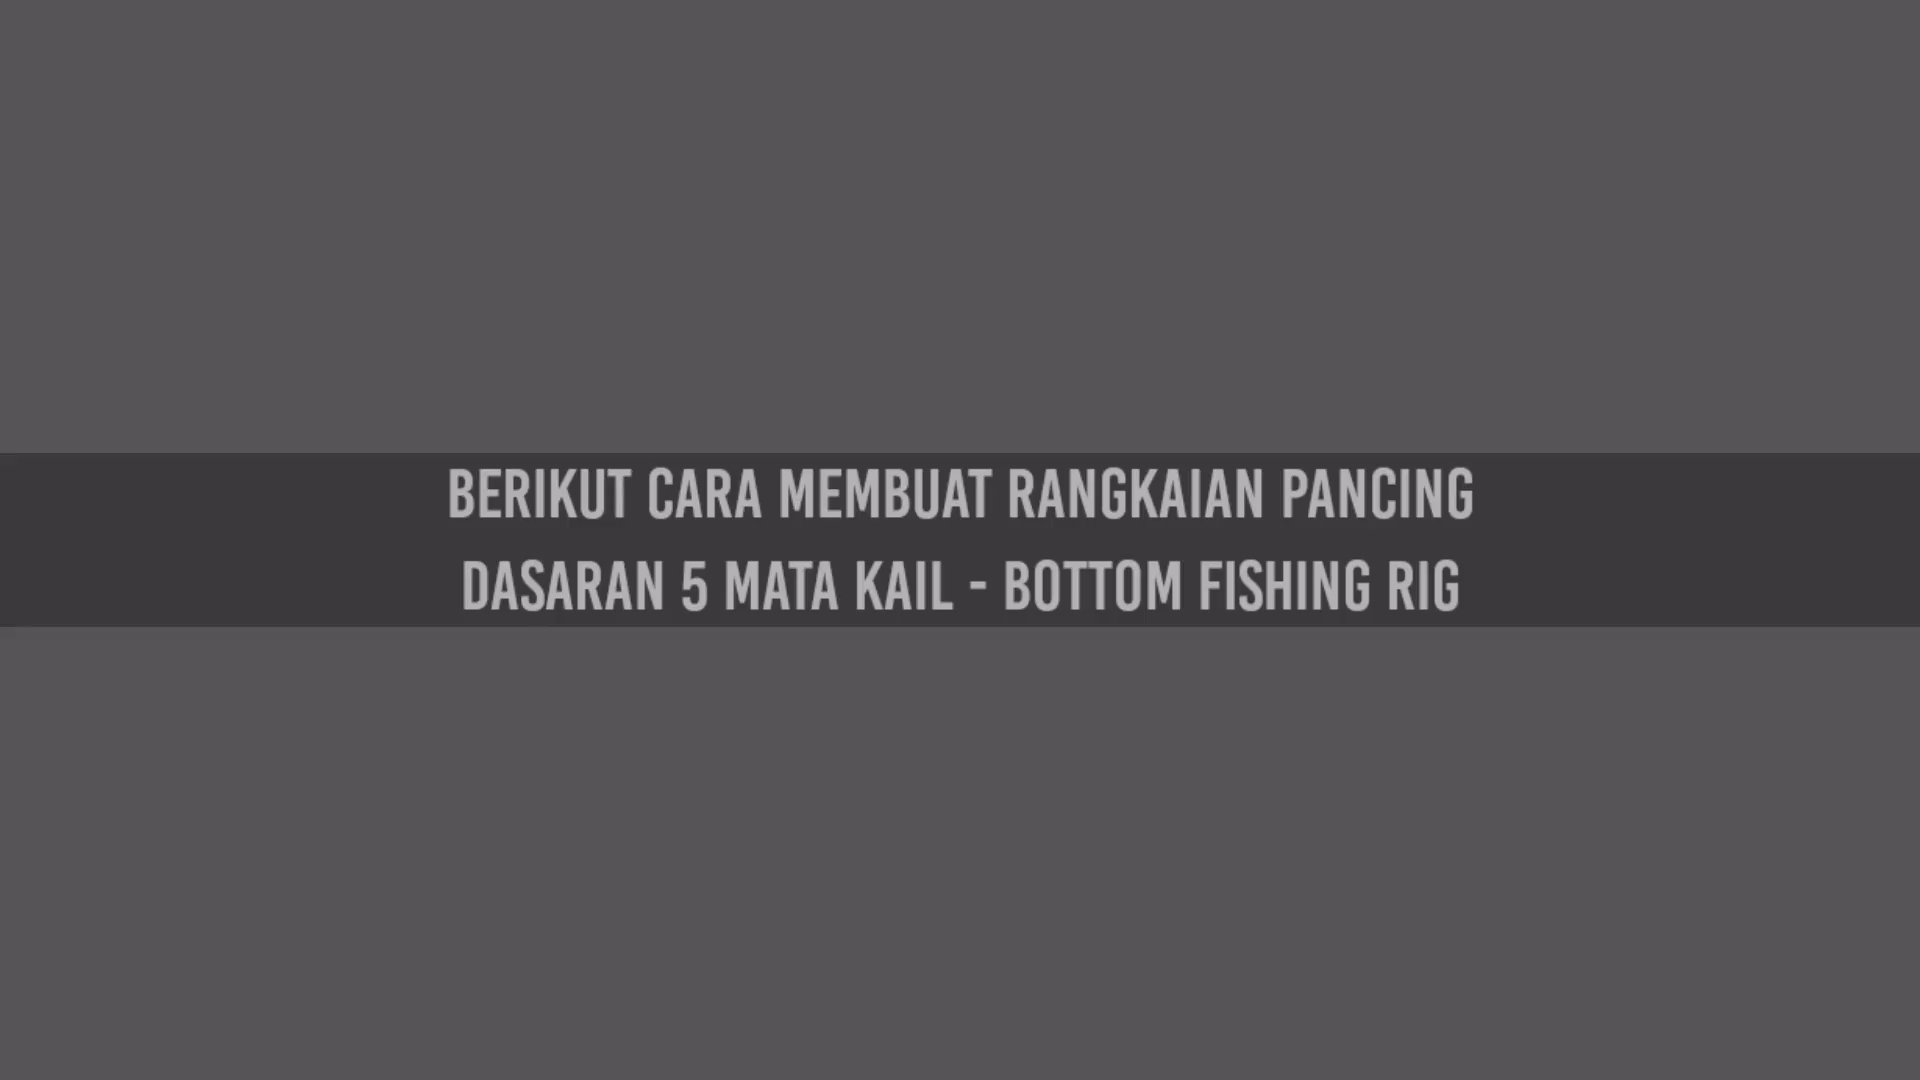 BERIKUT CARA MEMBUAT RANGKAIAN PANCING
DASARAN 5 MATA KAIL - BOTTOM FISHING RIG